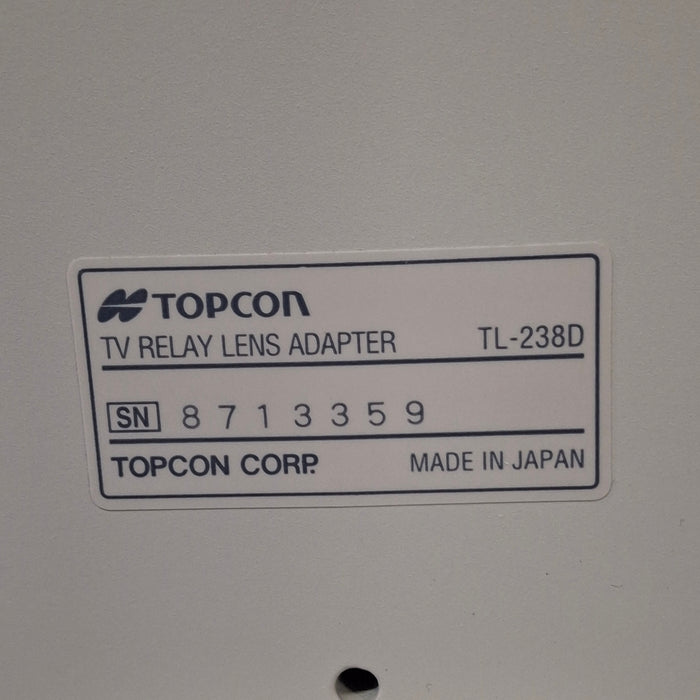 TOPCON
TV RELAY LENS ADAPTER TL-238D
SN 8713359
TOPCON CORP. MADE IN JAPAN